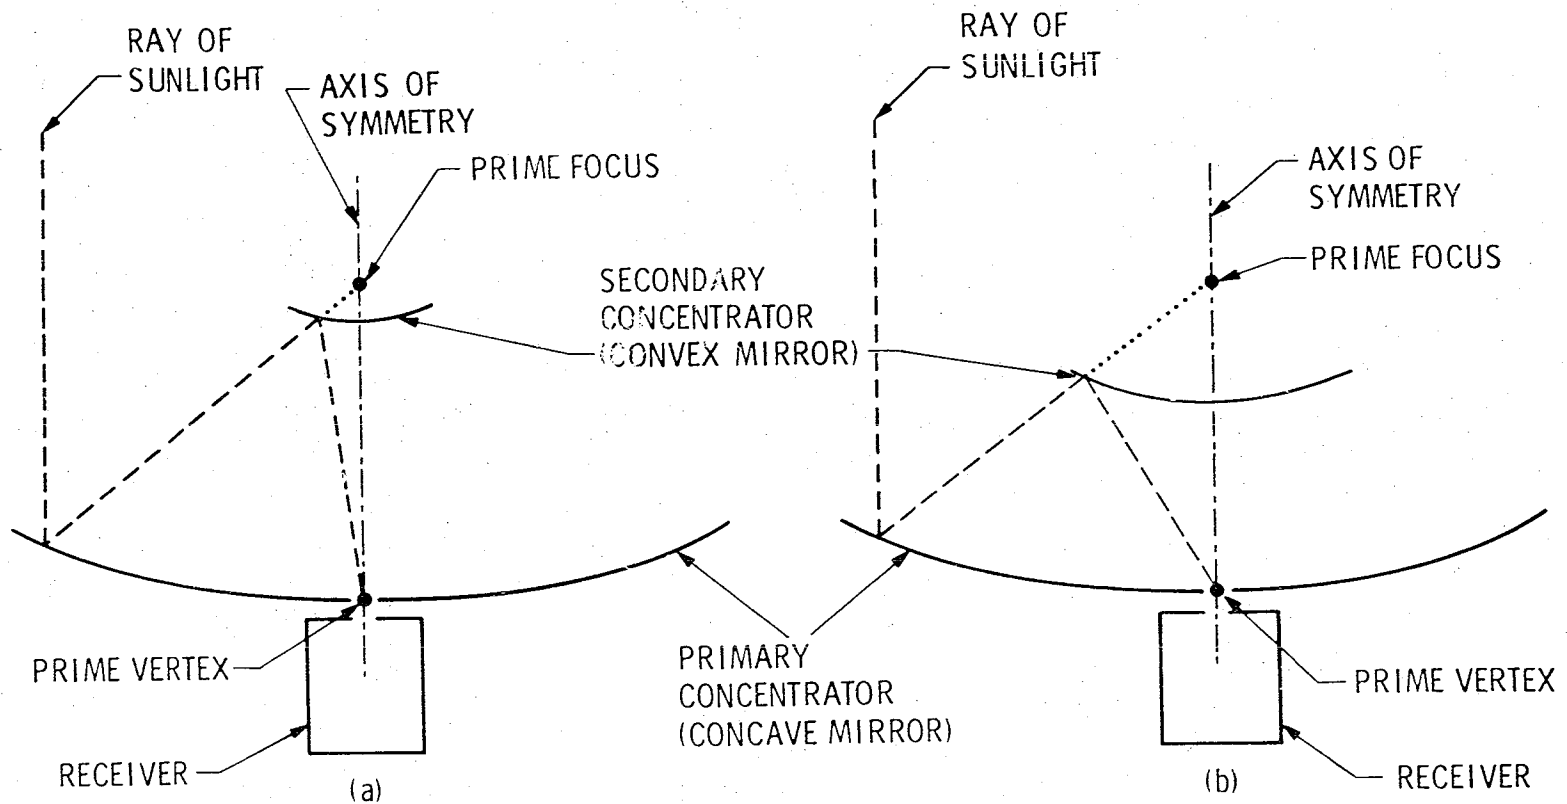 RAY OF
SUNLIGHT
AXIS OF
SYMMETRY
PRIME FOCUS
SECONDARY
CONCENTRATOR
(CONVEX MIRROR)
RAY OF
SUNLIGHT
AXIS OF
SYMMETRY
PRIME FOCUS
PRIME VERTEX
RECEIVER
(a)
PRIMARY
CONCENTRATOR
(CONCAVE MIRROR)
PRIME VERTEX
RECEIVER
(b)